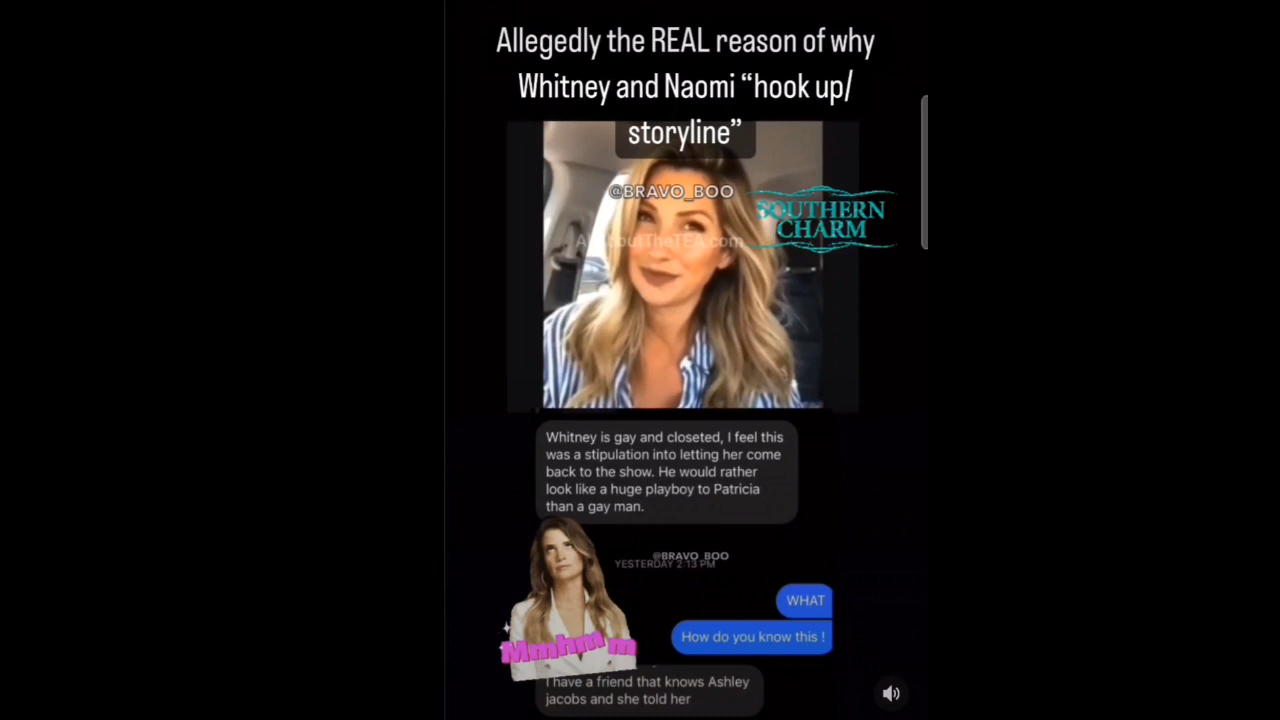 Allegedly the REAL reason of why
Whitney and Naomi “hook up/
storyline”
@BRAVO_BOO
SOUTHERN
CHARM
Whitney is gay and closeted, I feel this
was a stipulation into letting her come
back to the show. He would rather
look like a huge playboy to Patricia
than a gay man.
@BRAVO_BOO
YESTERDAY 2:13 PM
WHAT
How do you know this !
Mmhmm
I have a friend that knows Ashley
jacobs and she told her